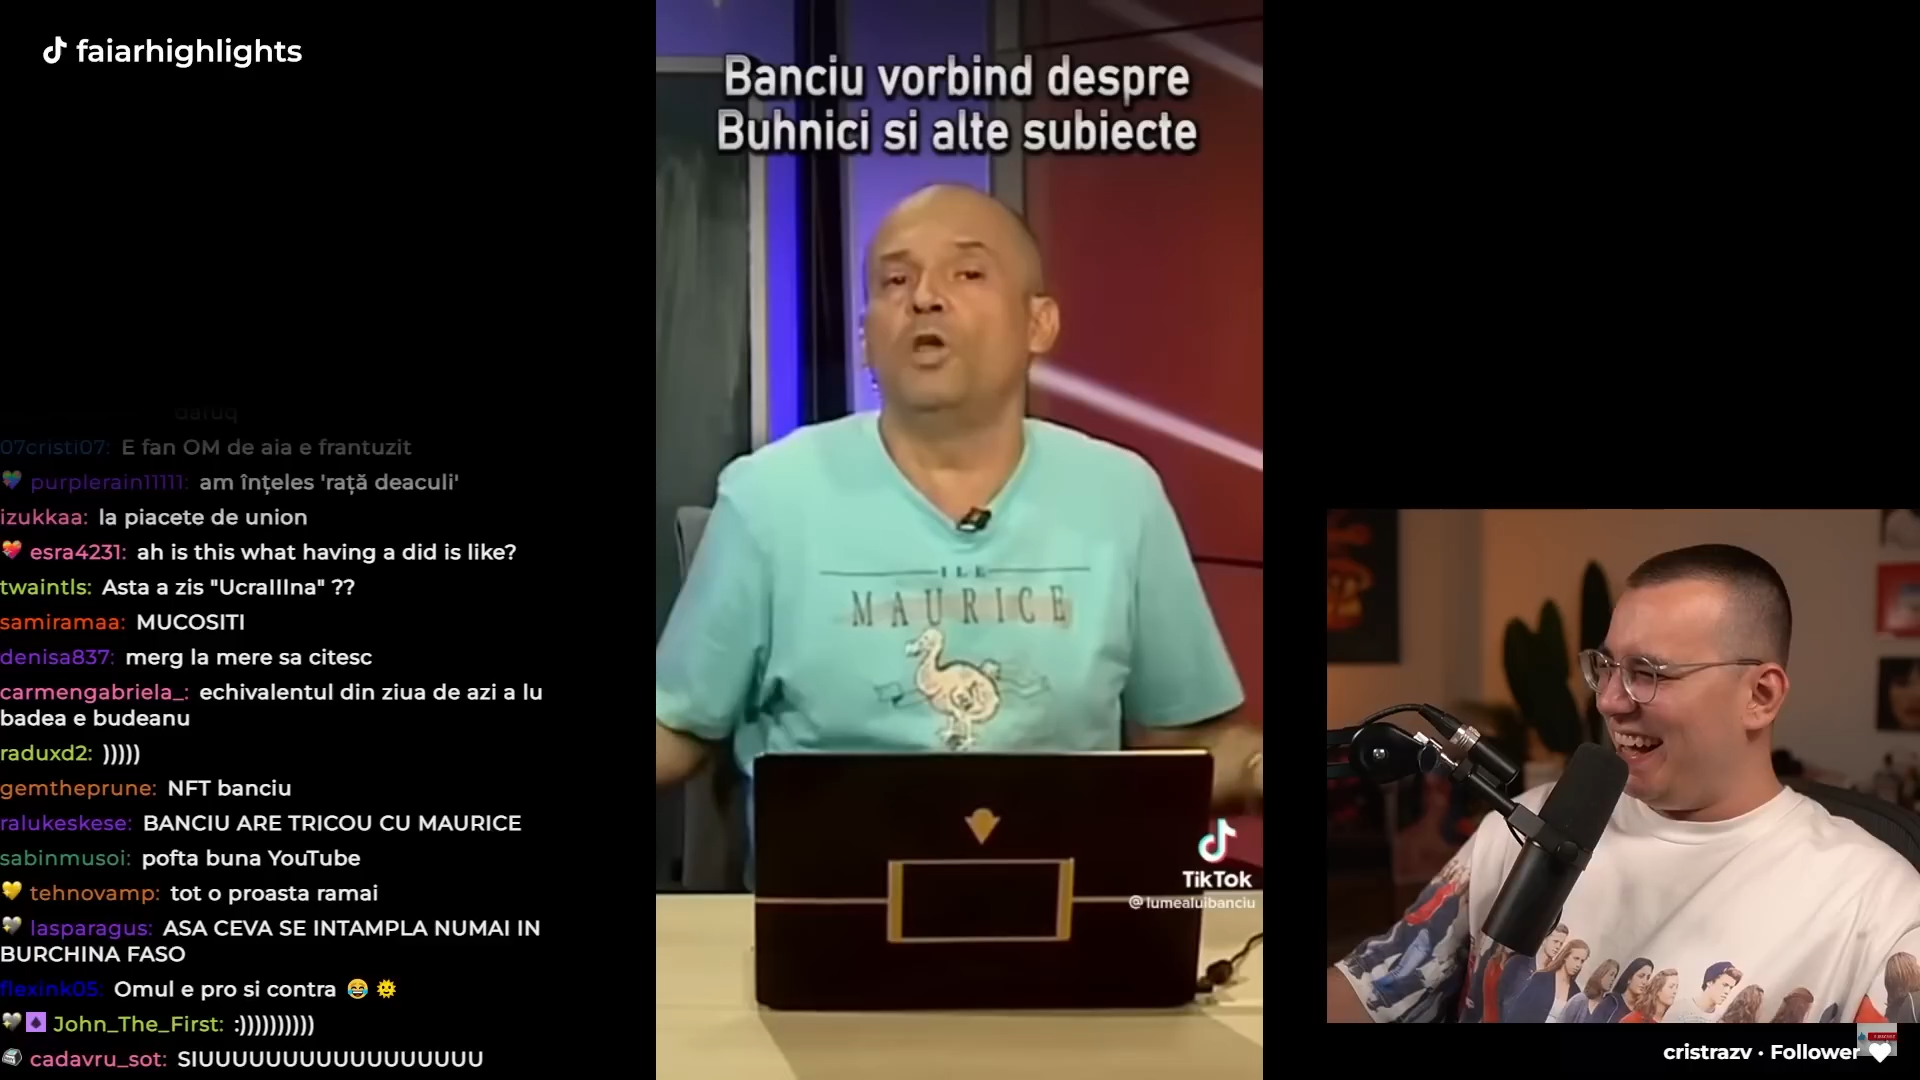 faiarhighlights
Banciu vorbind despre
Buhnici si alte subiecte
dafuq
07cristi07: E fan OM de aia e frantuzit
purplerain11111: am înțeles 'rață deaculi'
izukkaa: la piacete de union
esra4231: ah is this what having a did is like?
twaintls: Asta a zis "UcraIIIna" ??
samiramaa: MUCOSITI
denisa837: merg la mere sa citesc
carmengabriela_: echivalentul din ziua de azi a lu
badea e budeanu
raduxd2: )))))
gemtheprune: NFT banciu
ralukeskese: BANCIU ARE TRICOU CU MAURICE
sabinmusoi: pofta buna YouTube
tehnovamp: tot o proasta ramai
lasparagus: ASA CEVA SE INTAMPLA NUMAI IN
BURCHINA FASO
flexink05: Omul e pro si contra 😂 🌞
John_The_First: :))))))))))
cadavru_sot: SIUUUUUUUUUUUUUUUUU
ILE
MAURICE
TikTok
@lumealuibanciu
cristrazv · Follower